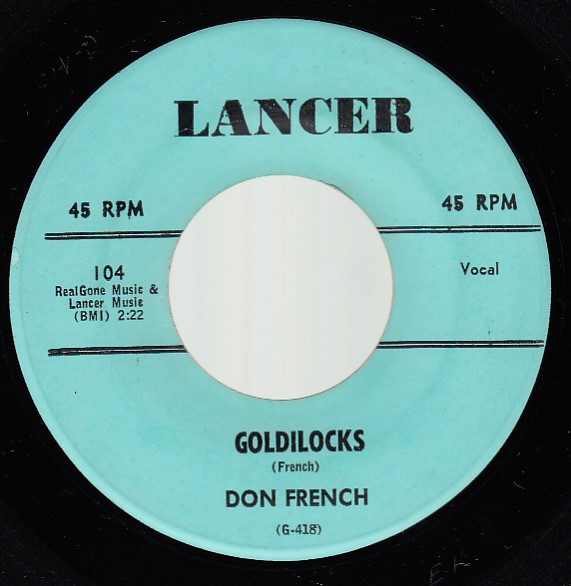 LANCER
45 RPM
45 RPM
104
RealGone Music &
Lancer Music
(BMI) 2:22
Vocal
GOLDILOCKS
(French)
DON FRENCH
(G-418)